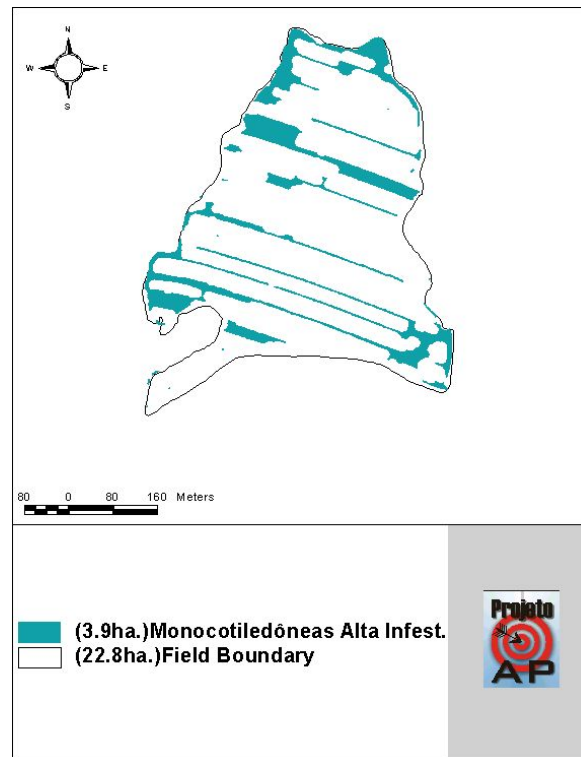 N
W E
S
80 0 80 160 Meters
(3.9ha.)Monocotiledôneas Alta Infest.
(22.8ha.)Field Boundary
Projeto
AP